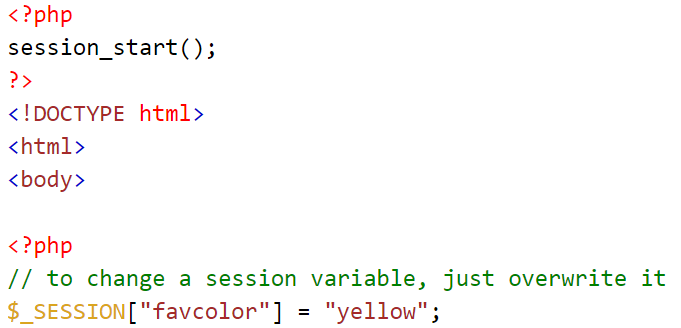 <?php
session_start();
?>
<!DOCTYPE html>
<html>
<body>

<?php
// to change a session variable, just overwrite it
$_SESSION["favcolor"] = "yellow";